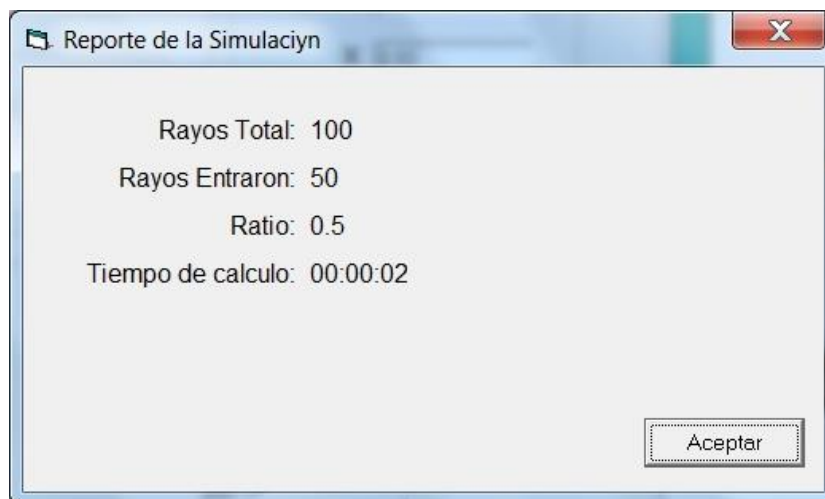 Reporte de la Simulaciyn
Rayos Total: 100
Rayos Entraron: 50
Ratio: 0.5
Tiempo de calculo: 00:00:02
Aceptar